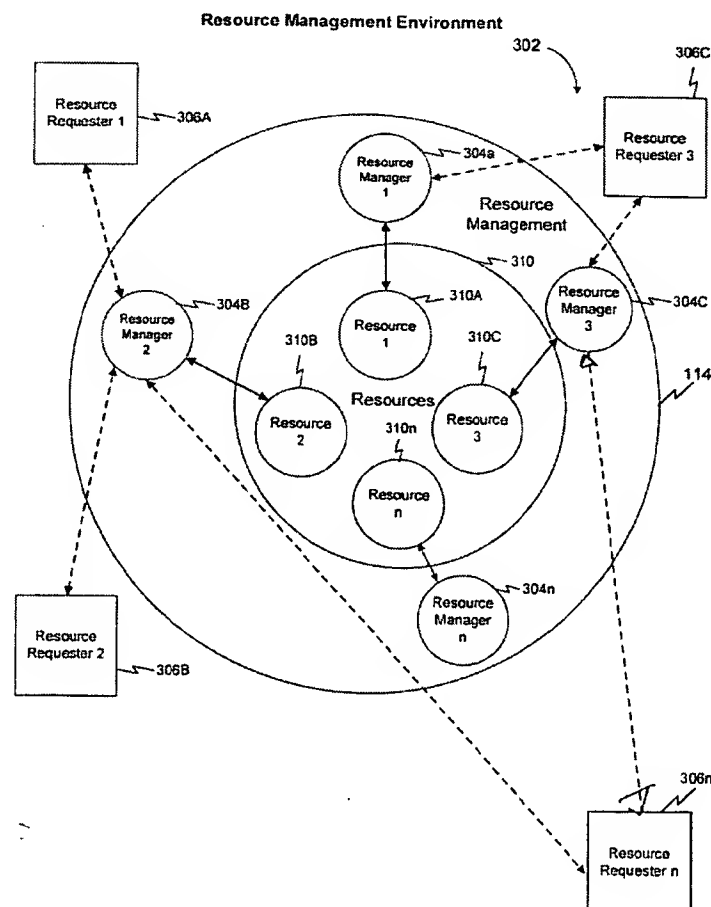 Resource Management Environment
302
306C
Resource
Requester 1
306A
Resource
Requester 3
304a
Resource
Manager
1
Resource
Management
310
304B
Resource
Manager
2
310A
Resource
1
310B
310C
Resource
Manager
3
304C
114
Resources
Resource
2
Resource
3
310n
Resource
n
304n
Resource
Manager
n
Resource
Requester 2
306B
306n
Resource
Requester n